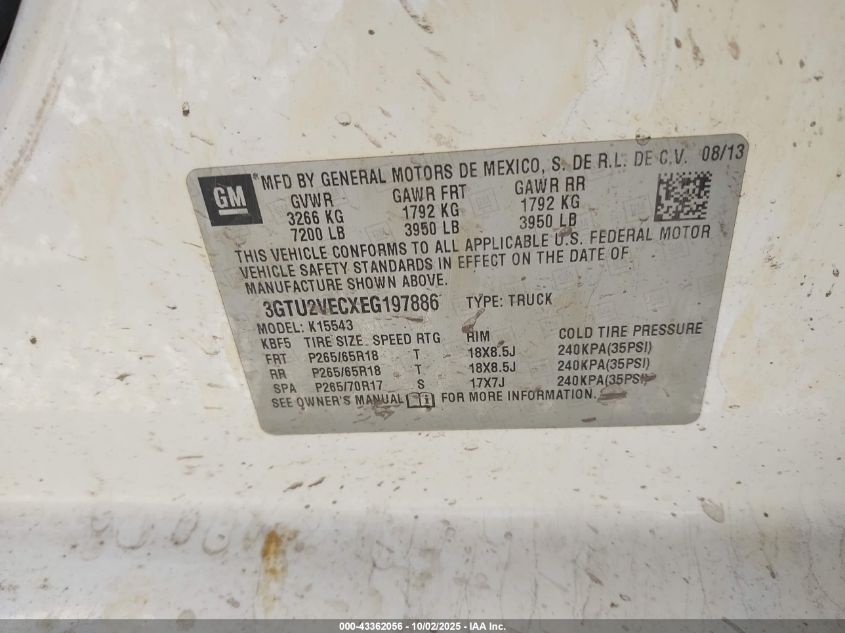 GM
*MFD BY GENERAL MOTORS DE MEXICO, S. DE R.L. DE C.V. 08/13
GVWR GAWR FRT GAWR RR
3266 KG 1792 KG 1792 KG
7200 LB 3950 LB 3950 LB
THIS VEHICLE CONFORMS TO ALL APPLICABLE U.S. FEDERAL MOTOR
VEHICLE SAFETY STANDARDS IN EFFECT ON THE DATE OF
MANUFACTURE SHOWN ABOVE.
3GTU2VECXEG197886 TYPE: TRUCK
MODEL: K15543
KBF5 TIRE SIZE SPEED RTG RIM COLD TIRE PRESSURE
FRT P265/65R18 T 18X8.5J 240KPA(35PSI)
RR P265/65R18 T 18X8.5J 240KPA(35PSI)
SPA P265/70R17 S 17X7J 240KPA(35PSI)
SEE OWNER'S MANUAL FOR MORE INFORMATION.
000-43362056 - 10/02/2025 - IAA Inc.